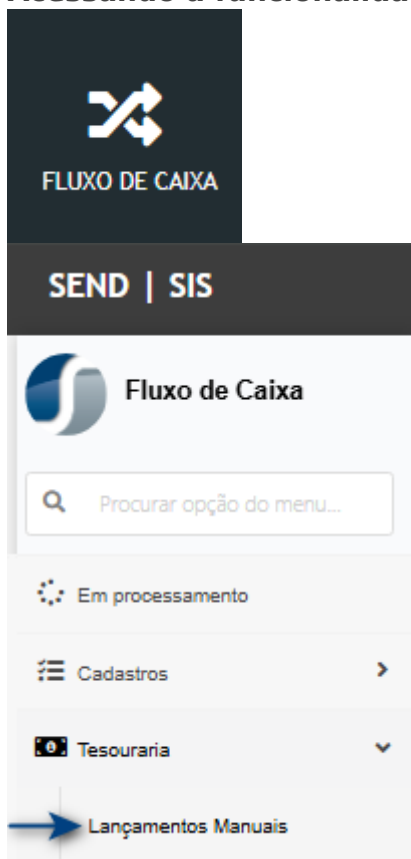 FLUXO DE CAIXA
SEND | SIS
Fluxo de Caixa
Procurar opção do menu...
Em processamento
Cadastros
Tesouraria
Lançamentos Manuais